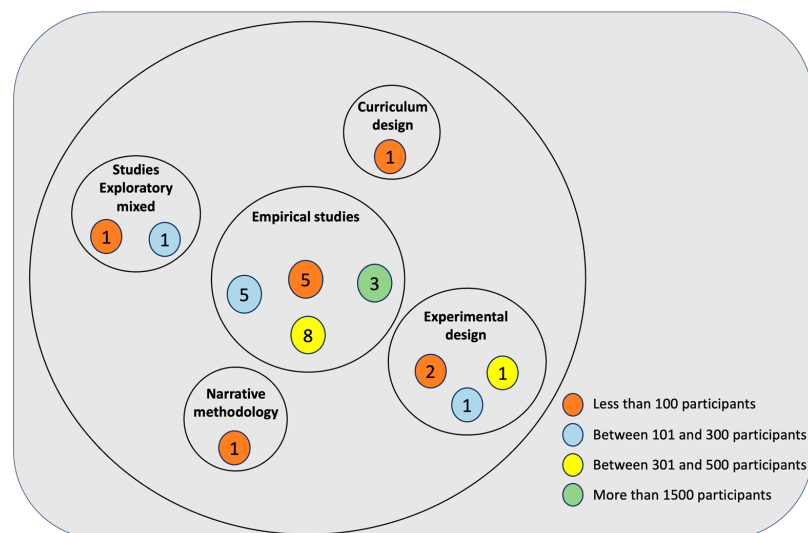 Curriculum
design
1
Studies
Exploratory
mixed
1
1
Empirical studies
5
5
3
8
Experimental
design
2
1
1
Narrative
methodology
1
Less than 100 participants
Between 101 and 300 participants
Between 301 and 500 participants
More than 1500 participants